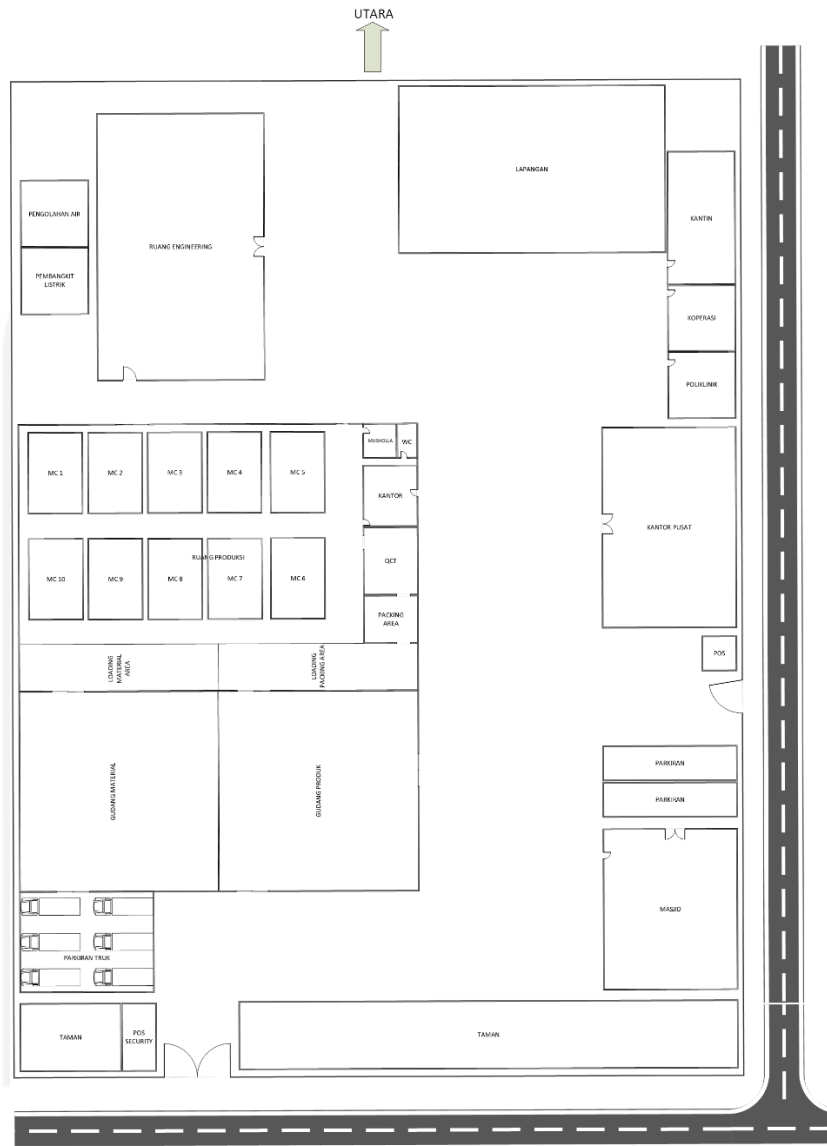 UTARA
LAPANGAN
KANTIN
PENGOLAHAN AIR
RUANG ENGINEERING
PEMBANGKIT
LISTRIK
KOPERASI
POLIKLINIK
MUSHOLLA
WC
MC 1
MC 2
MC 3
MC 4
MC 5
KANTOR
KANTOR PUSAT
RUANG PRODUKSI
QCT
MC 10
MC 9
MC 8
MC 7
MC 6
PACKING
AREA
LOADING
MATERIAL
AREA
LOADING
PACKING AREA
POS
PARKIRAN
GUDANG MATERIAL
GUDANG PRODUK
PARKIRAN
MASJID
PARKIRAN TRUK
TAMAN
POS
SECURITY
TAMAN